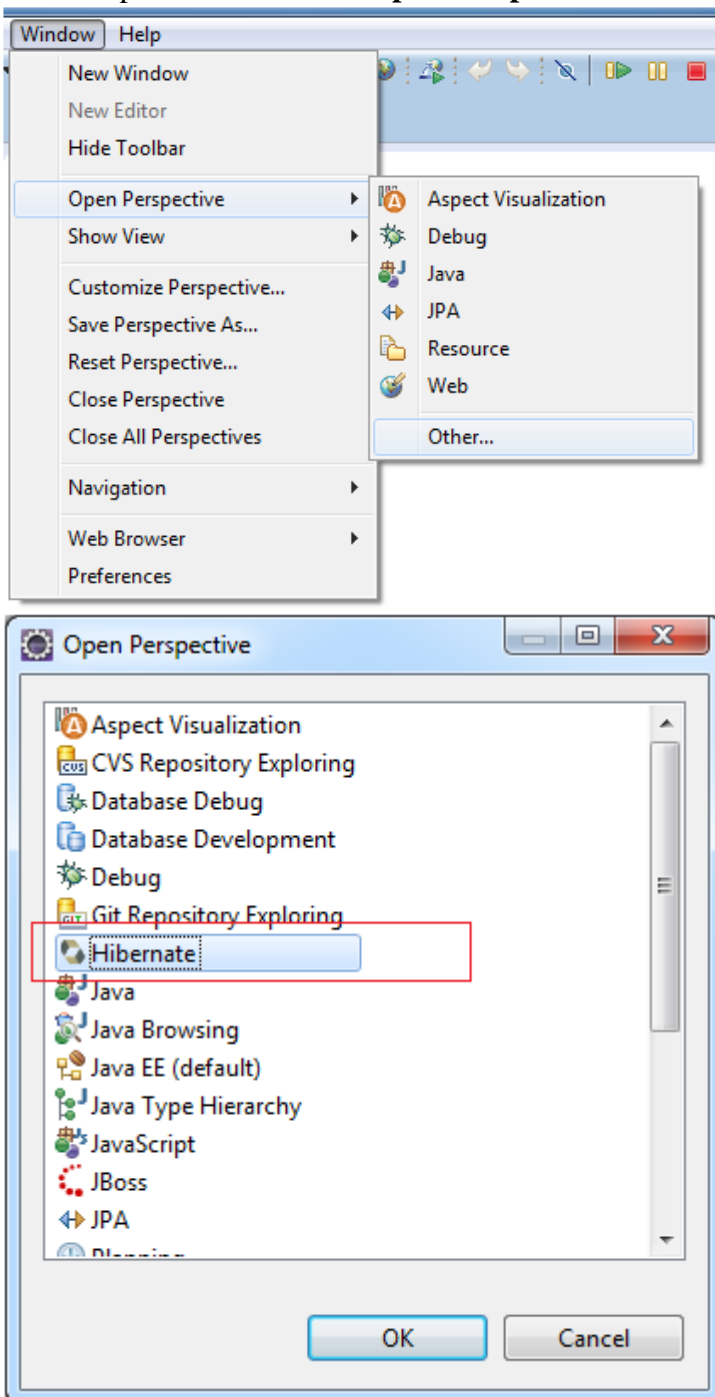 Window Help
New Window
New Editor
Hide Toolbar
Open Perspective
Show View
Customize Perspective...
Save Perspective As...
Reset Perspective...
Close Perspective
Close All Perspectives
Navigation
Web Browser
Preferences
Aspect Visualization
Debug
Java
JPA
Resource
Web
Other...
Open Perspective
Aspect Visualization
CVS Repository Exploring
Database Debug
Database Development
Debug
Git Repository Exploring
Hibernate
Java
Java Browsing
Java EE (default)
Java Type Hierarchy
JavaScript
JBoss
JPA
Planning
OK Cancel